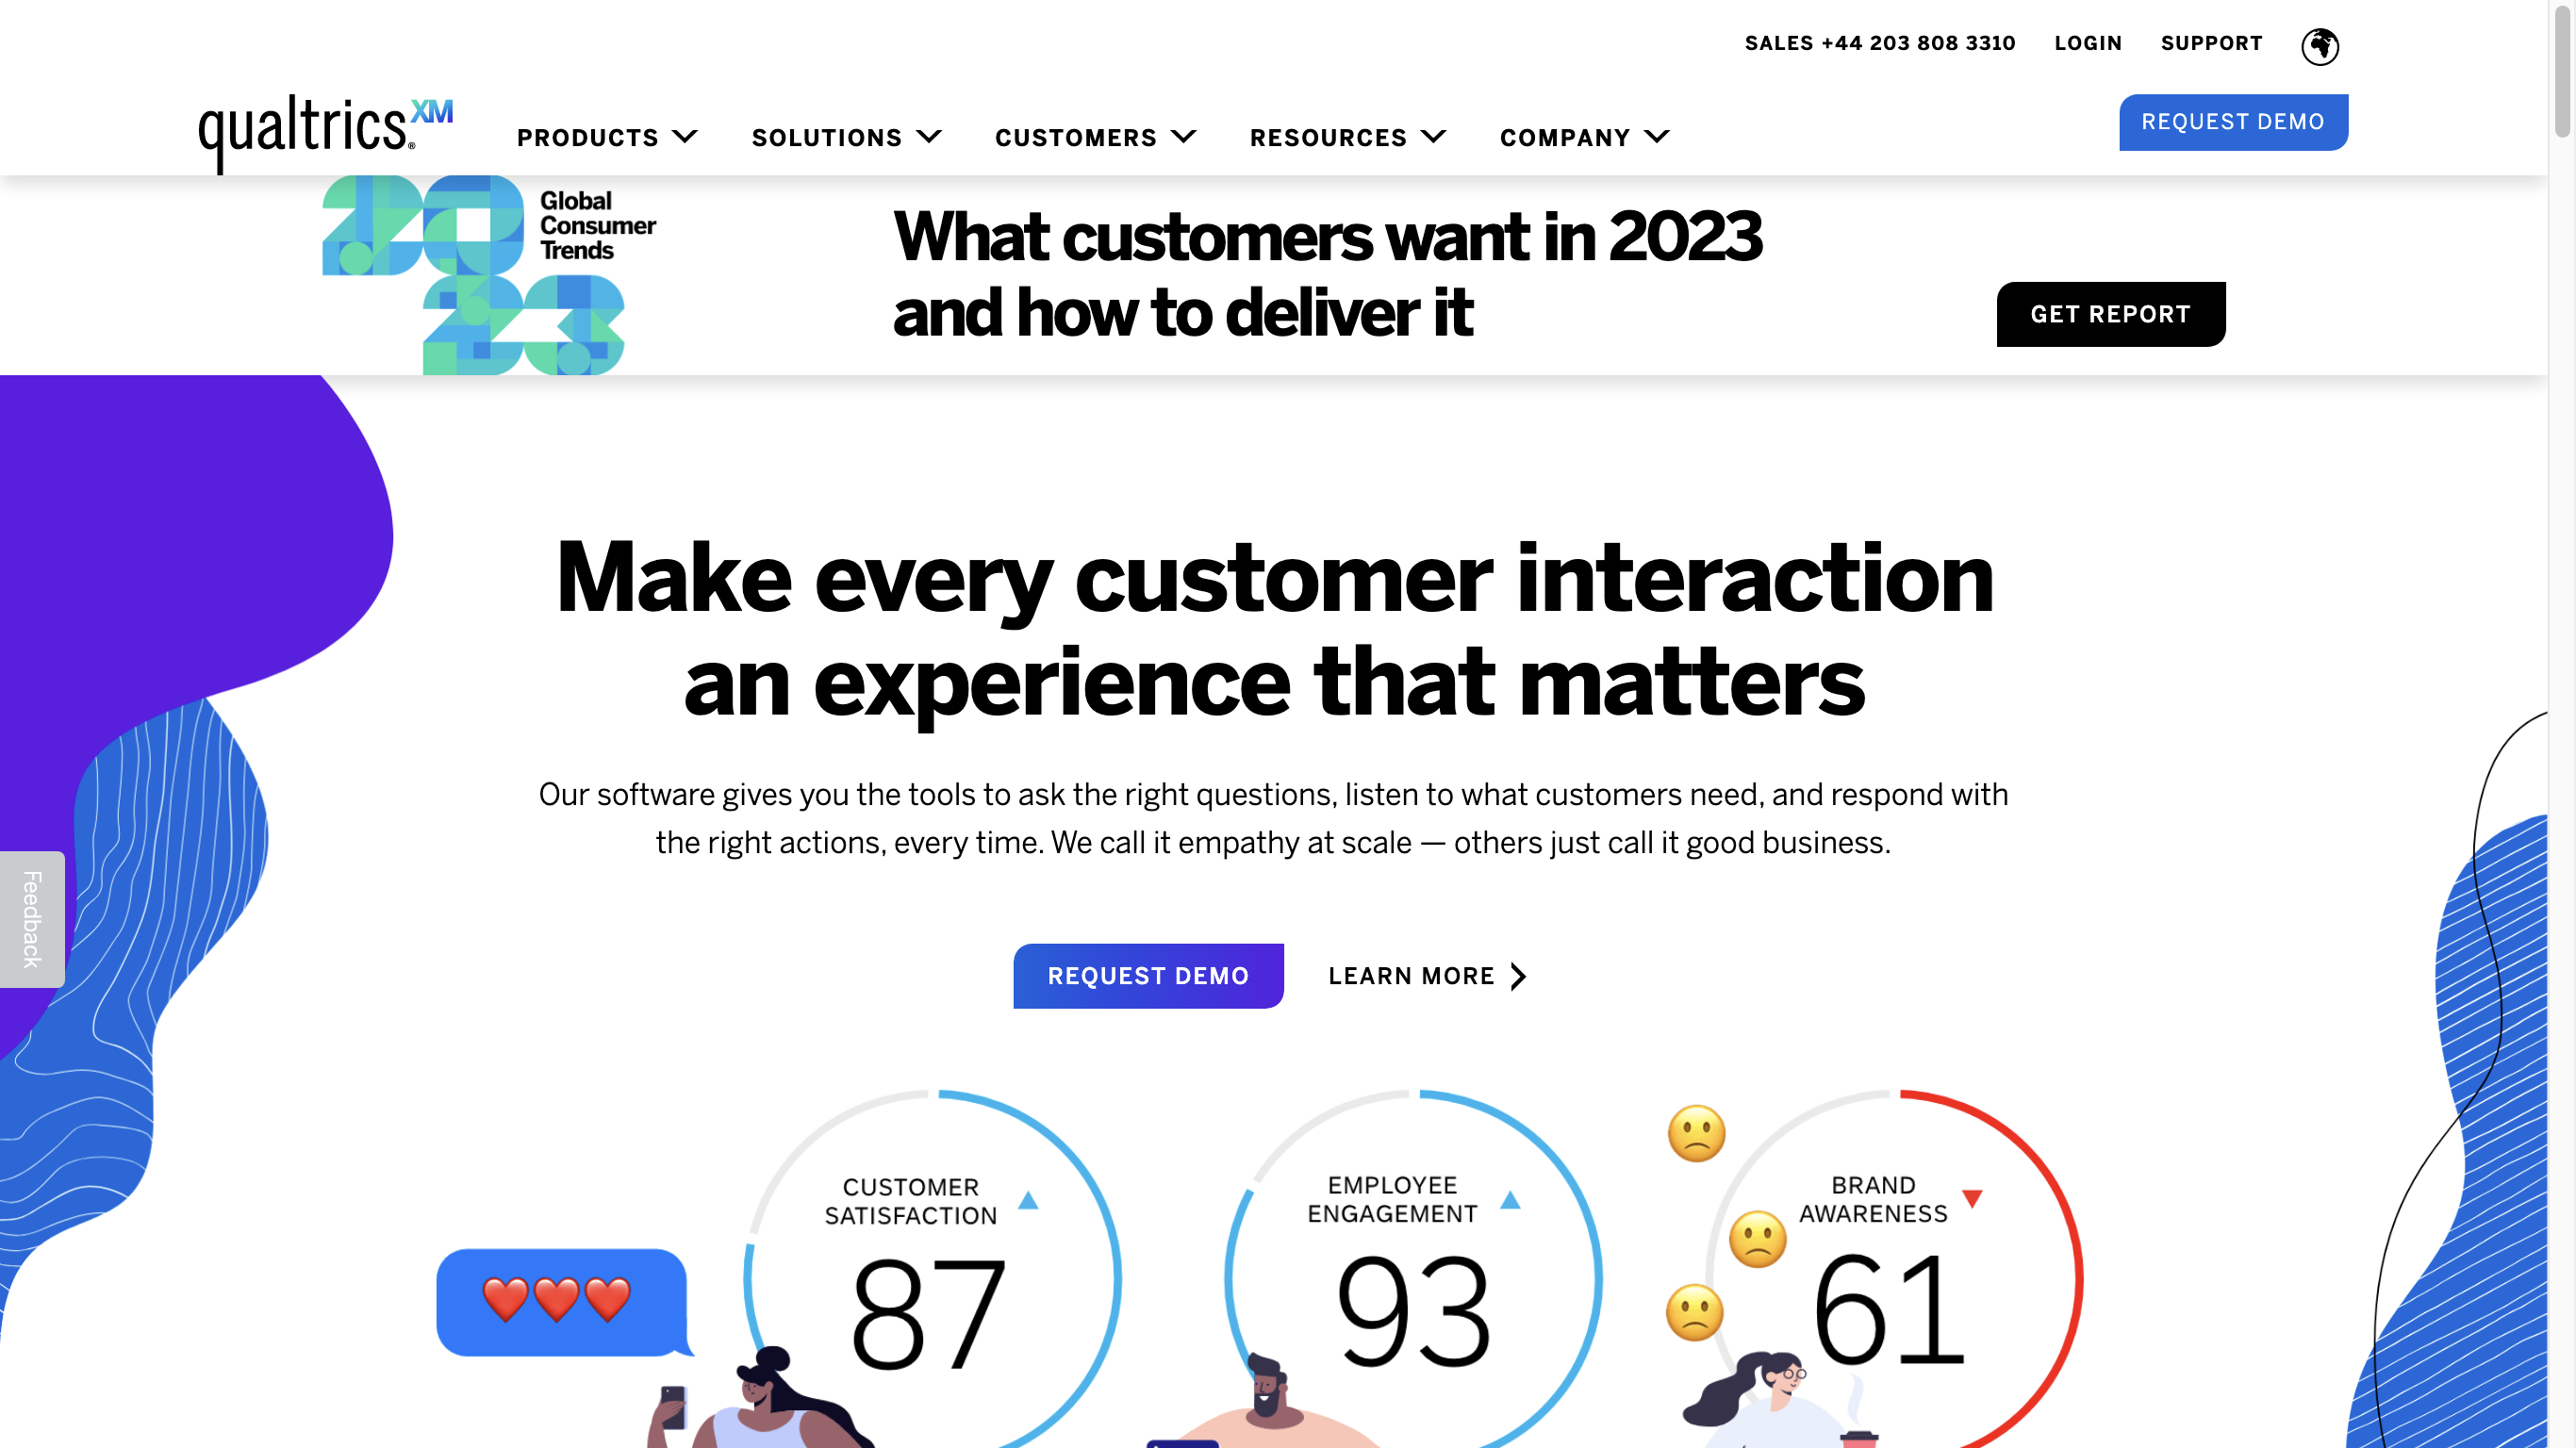 SALES +44 203 808 3310 LOGIN SUPPORT
qualtrics.XM
®
PRODUCTS SOLUTIONS CUSTOMERS RESOURCES COMPANY
REQUEST DEMO
2023
Global
Consumer
Trends
What customers want in 2023
and how to deliver it
GET REPORT
Make every customer interaction
an experience that matters
Our software gives you the tools to ask the right questions, listen to what customers need, and respond with
the right actions, every time. We call it empathy at scale — others just call it good business.
Feedback
REQUEST DEMO LEARN MORE
CUSTOMER
SATISFACTION
87
EMPLOYEE
ENGAGEMENT
93
BRAND
AWARENESS
61